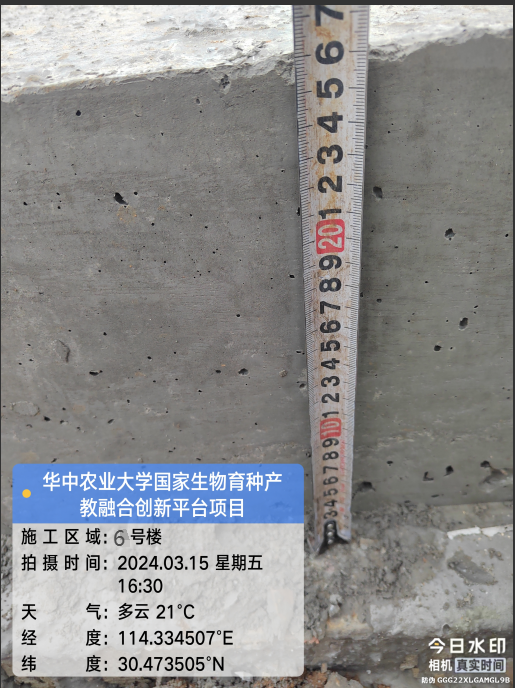 7
6
5
4
3
2
1
20
9
8
7
6
5
4
3
2
1
10
9
8
7
6
5
4
3
华中农业大学国家生物育种产
教融合创新平台项目
施工区域：6号楼
拍摄时间：2024.03.15 星期五
16:30
天气：多云 21°C
经度：114.334507°E
纬度：30.473505°N
今日水印
相机 真实时间
防伪 GGG22XLGAMGL9B